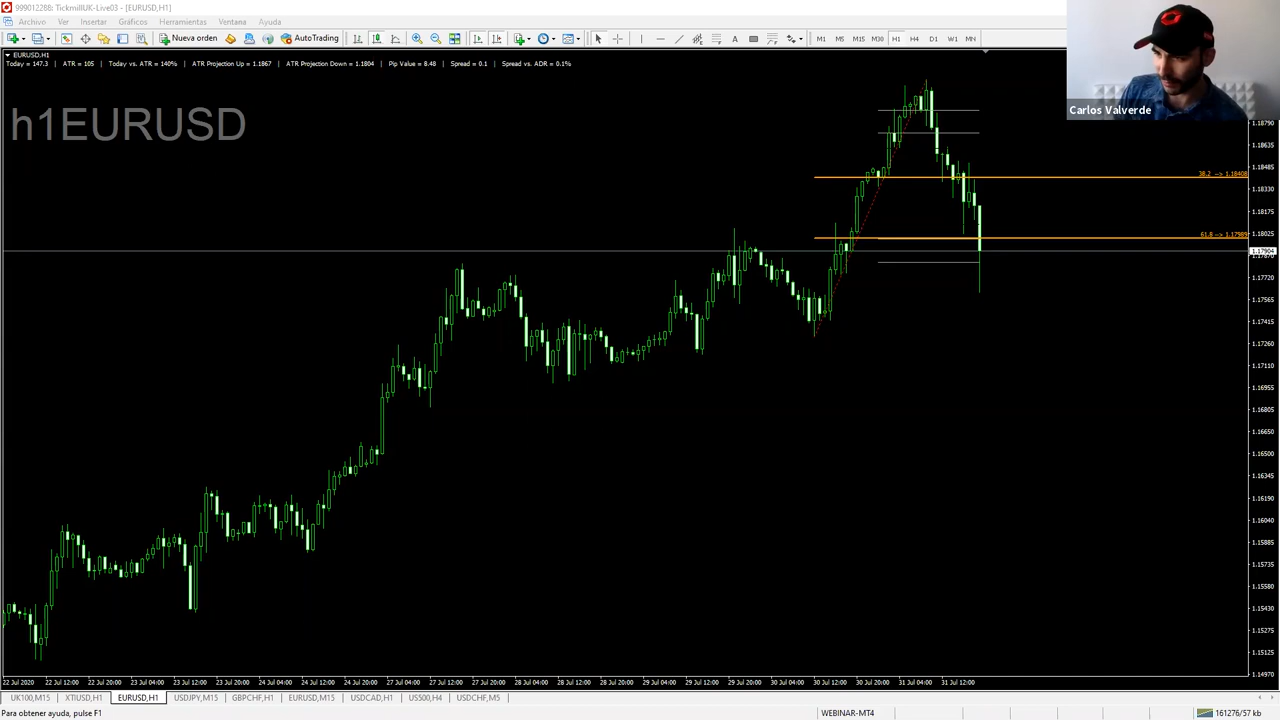 999012286: TickmillUK-Live03 - [EURUSD,H1]
Archivo Ver Insertar Gráficos Herramientas Ventana Ayuda
Nueva orden AutoTrading M1 M5 M15 M30 H1 H4 D1 W1 MN
EURUSD,H1
Today = 147.3 | ATR = 105 | Today vs. ATR = 140% | ATR Projection Up = 1.1867 | ATR Projection Down = 1.1804 | Pip Value = 8.48 | Spread = 0.1 | Spread vs. ADR = 0.1%
h1EURUSD
Carlos Valverde
1.18790
1.18635
1.18485
38.2 --> 1.18408
1.18330
1.18175
1.18025
61.8 --> 1.17989
1.17904
1.17870
1.17720
1.17565
1.17415
1.17260
1.17110
1.16955
1.16805
1.16650
1.16500
1.16345
1.16190
1.16040
1.15885
1.15735
1.15580
1.15430
1.15275
1.15125
1.14970
22 Jul 2020 22 Jul 12:00 22 Jul 20:00 23 Jul 04:00 23 Jul 12:00 23 Jul 20:00 24 Jul 04:00 24 Jul 12:00 24 Jul 20:00 27 Jul 04:00 27 Jul 12:00 27 Jul 20:00 28 Jul 04:00 28 Jul 12:00 28 Jul 20:00 29 Jul 04:00 29 Jul 12:00 29 Jul 20:00 30 Jul 04:00 30 Jul 12:00 30 Jul 20:00 31 Jul 04:00 31 Jul 12:00
UK100,M15 XTIUSD,H1 EURUSD,H1 USDJPY,M15 GBPCHF,H1 EURUSD,M15 USDCAD,H1 US500,H4 USDCHF,M5
Para obtener ayuda, pulse F1 WEBINAR-MT4 161276/57 kb